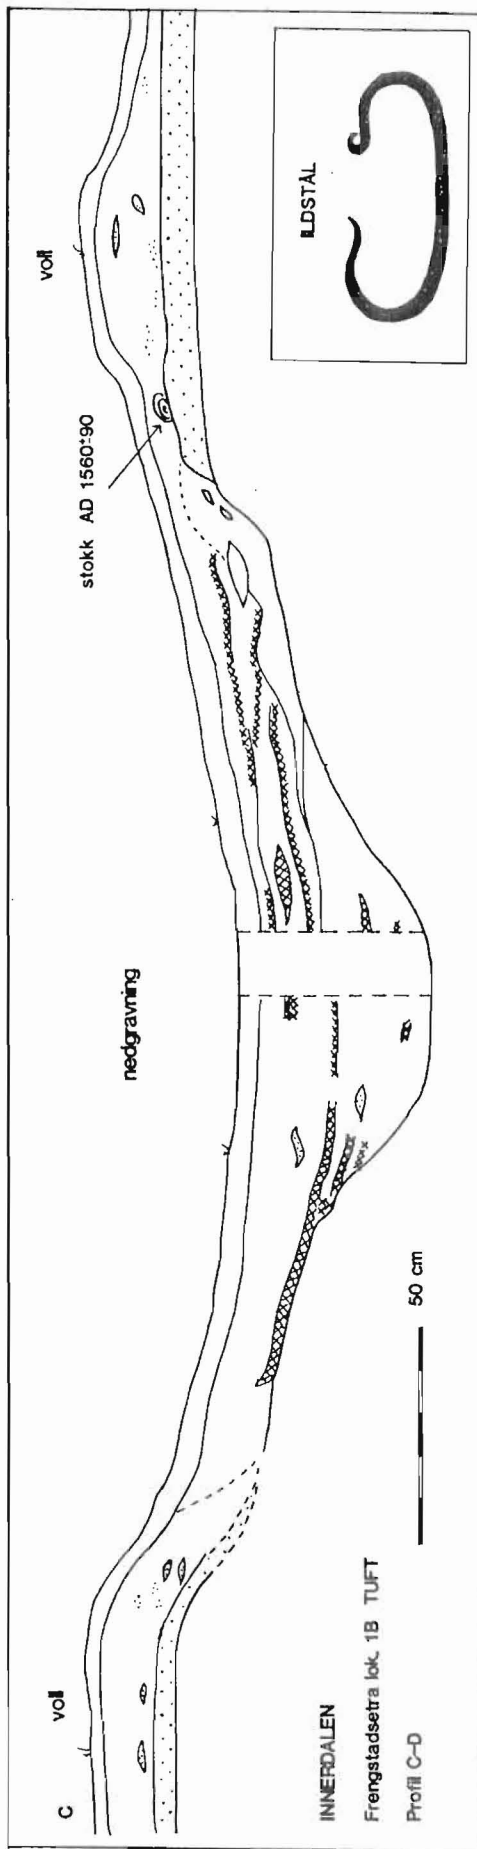 C
voll
nedgravning
stokk AD 1560±90
voll
ILDSTÅL
INNERDALEN
Frengstadsetra lok. 1B TUFT
Profil C-D
50 cm